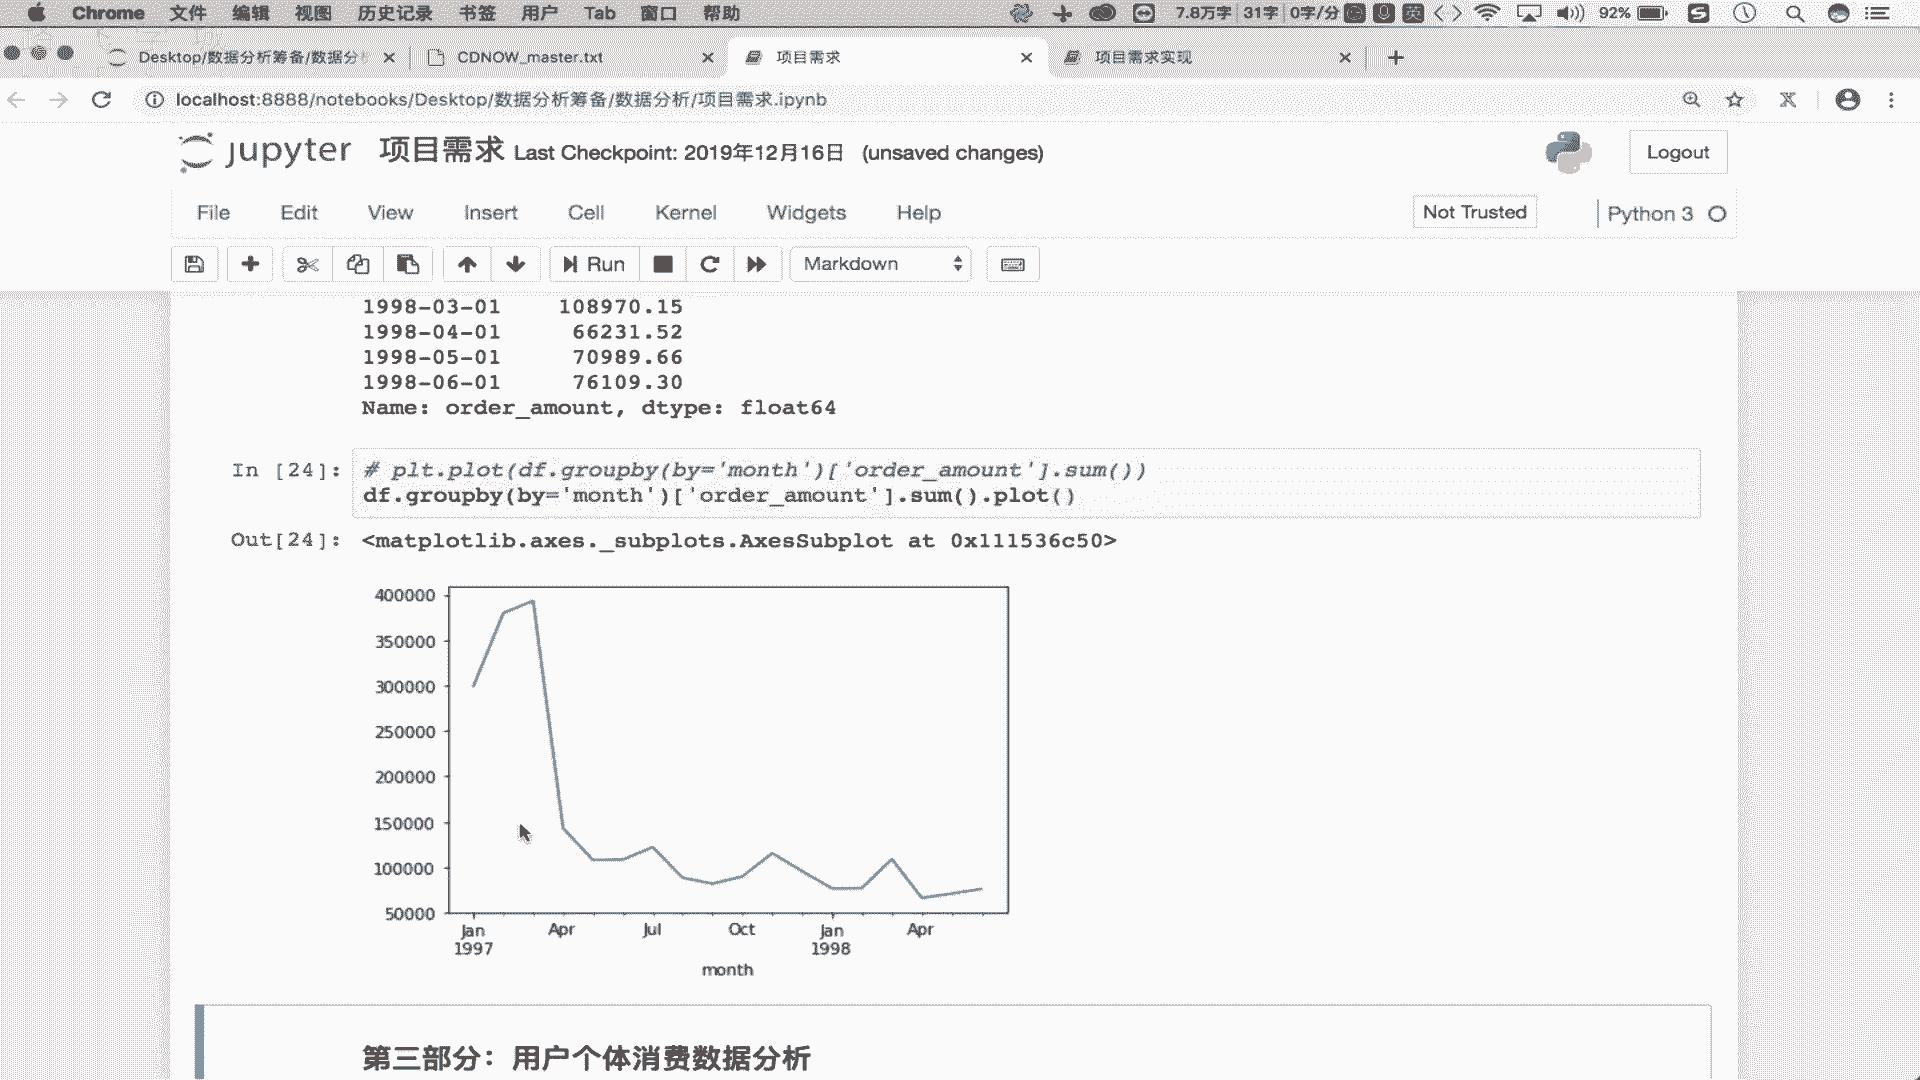 Chrome 文件 编辑 视图 历史记录 书签 用户 Tab 窗口 帮助 7.8万字 31字 0字/分 英 92%
Desktop/数据分析筹备/数据分 CDNOW_master.txt 项目需求 项目需求实现
localhost:8888/notebooks/Desktop/数据分析筹备/数据分析/项目需求.ipynb
jupyter 项目需求 Last Checkpoint: 2019年12月16日 (unsaved changes) Logout
File Edit View Insert Cell Kernel Widgets Help Not Trusted Python 3
Run Markdown
1998-03-01 108970.15
1998-04-01 66231.52
1998-05-01 70989.66
1998-06-01 76109.30
Name: order_amount, dtype: float64
In [24]: # plt.plot(df.groupby(by='month')['order_amount'].sum())
df.groupby(by='month')['order_amount'].sum().plot()
Out[24]: <matplotlib.axes._subplots.AxesSubplot at 0x111536c50>
400000
350000
300000
250000
200000
150000
100000
50000
Jan Apr Jul Oct Jan Apr
1997 1998
month
第三部分：用户个体消费数据分析